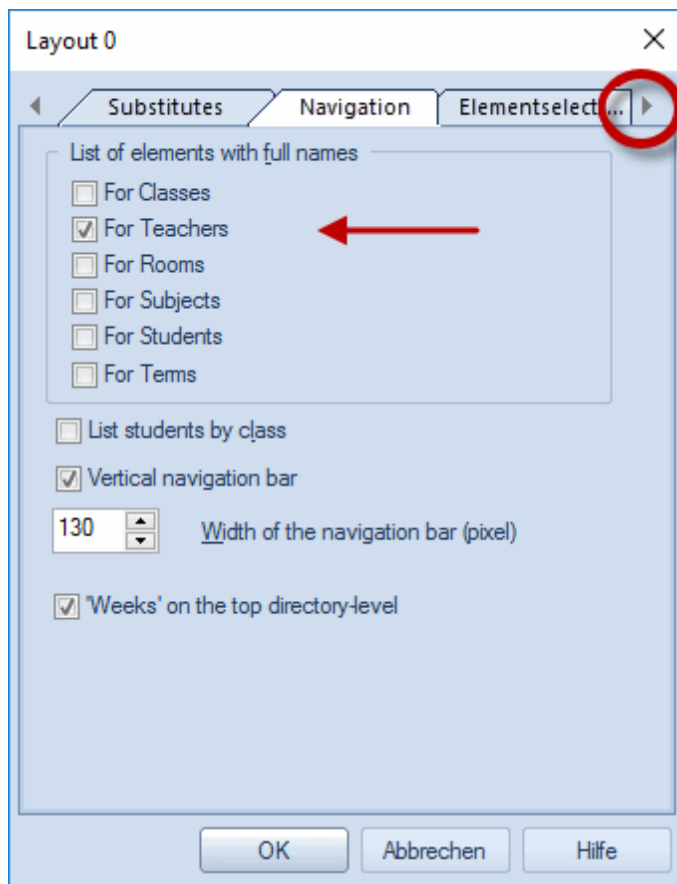 Layout 0
Substitutes Navigation Elementselect...
List of elements with full names
For Classes
For Teachers
For Rooms
For Subjects
For Students
For Terms
List students by class
Vertical navigation bar
130 Width of the navigation bar (pixel)
'Weeks' on the top directory-level
OK Abbrechen Hilfe